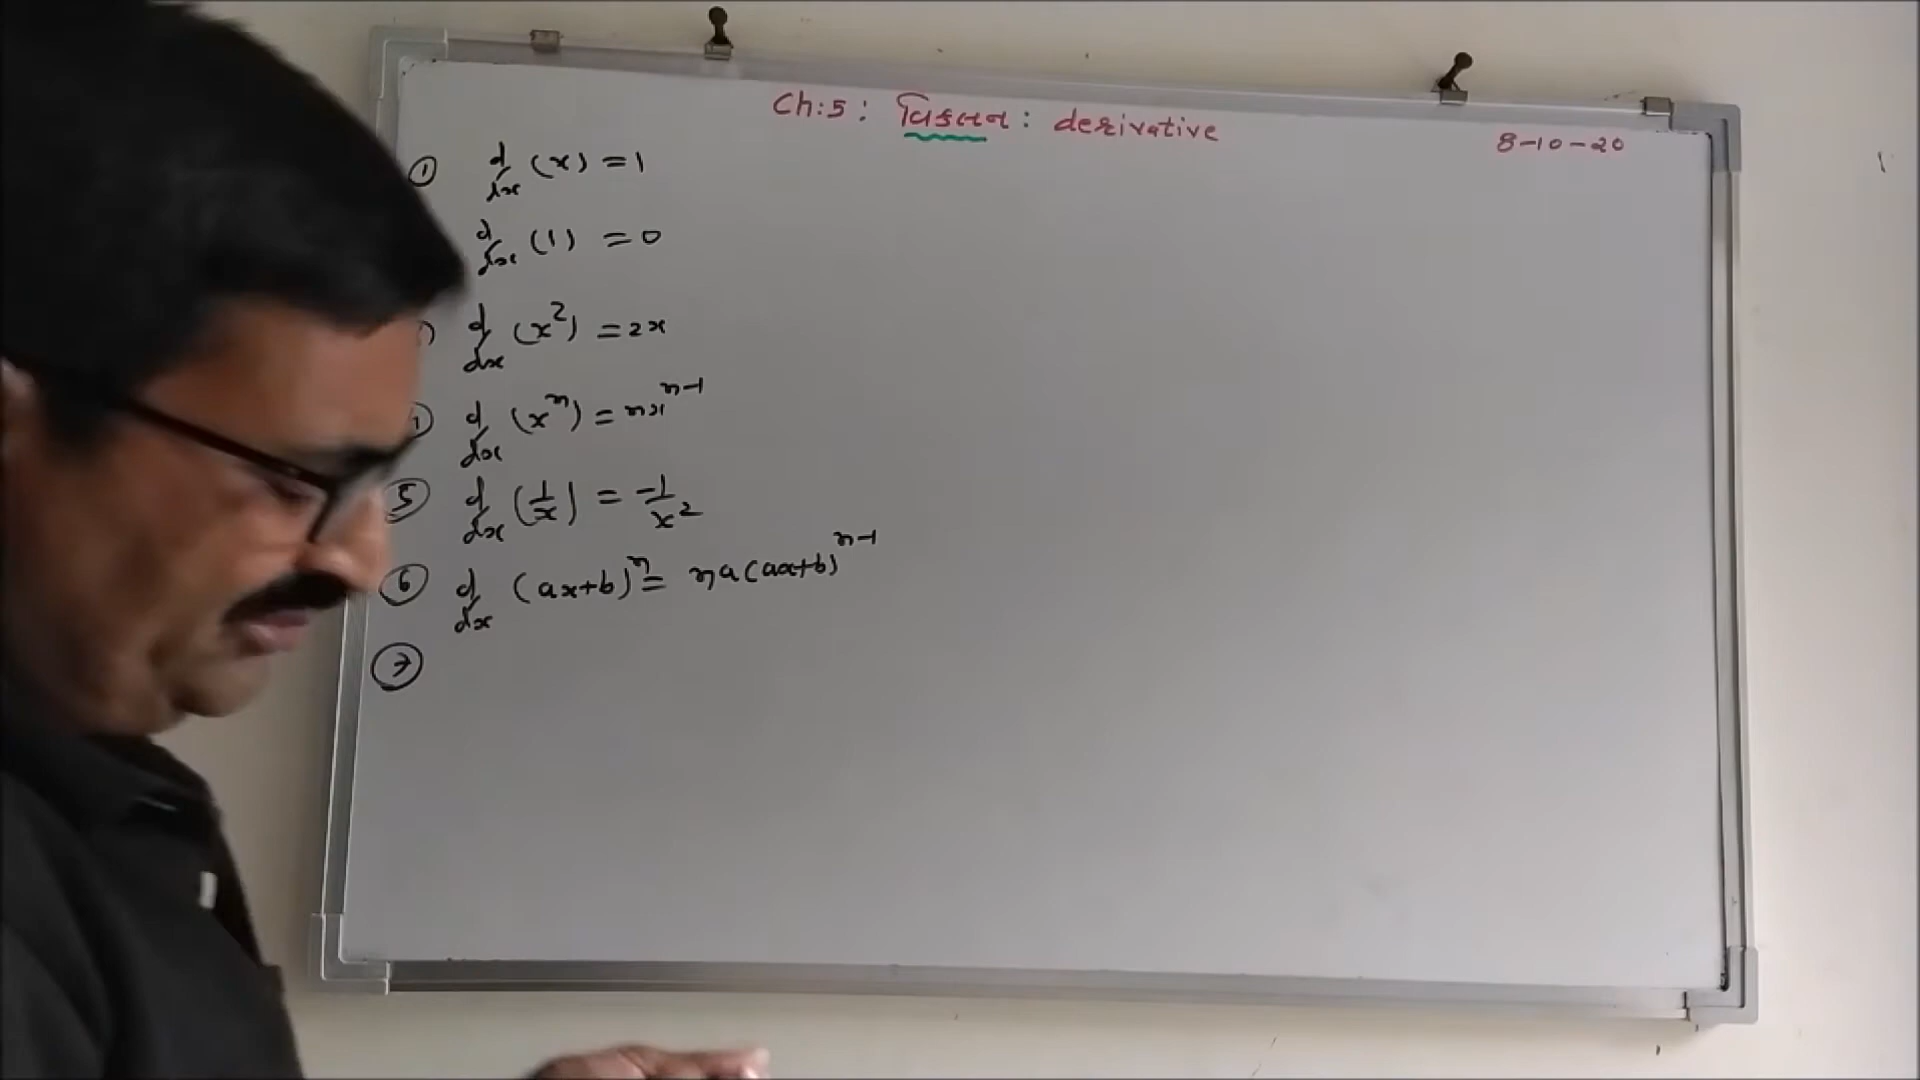 Ch:5: વિકલન: derivative
8-10-20
① d/dx (x) = 1
d/dx (1) = 0
d/dx (x²) = 2x
d/dx (xⁿ) = nxⁿ⁻¹
⑤ d/dx (1/x) = -1/x²
⑥ d/dx (ax+b)ⁿ = na(ax+b)ⁿ⁻¹
⑦